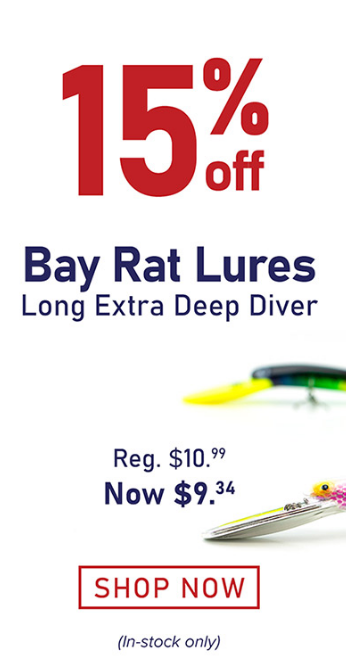 15%
off
Bay Rat Lures
Long Extra Deep Diver
Reg. $10.99
Now $9.34
SHOP NOW
(In-stock only)